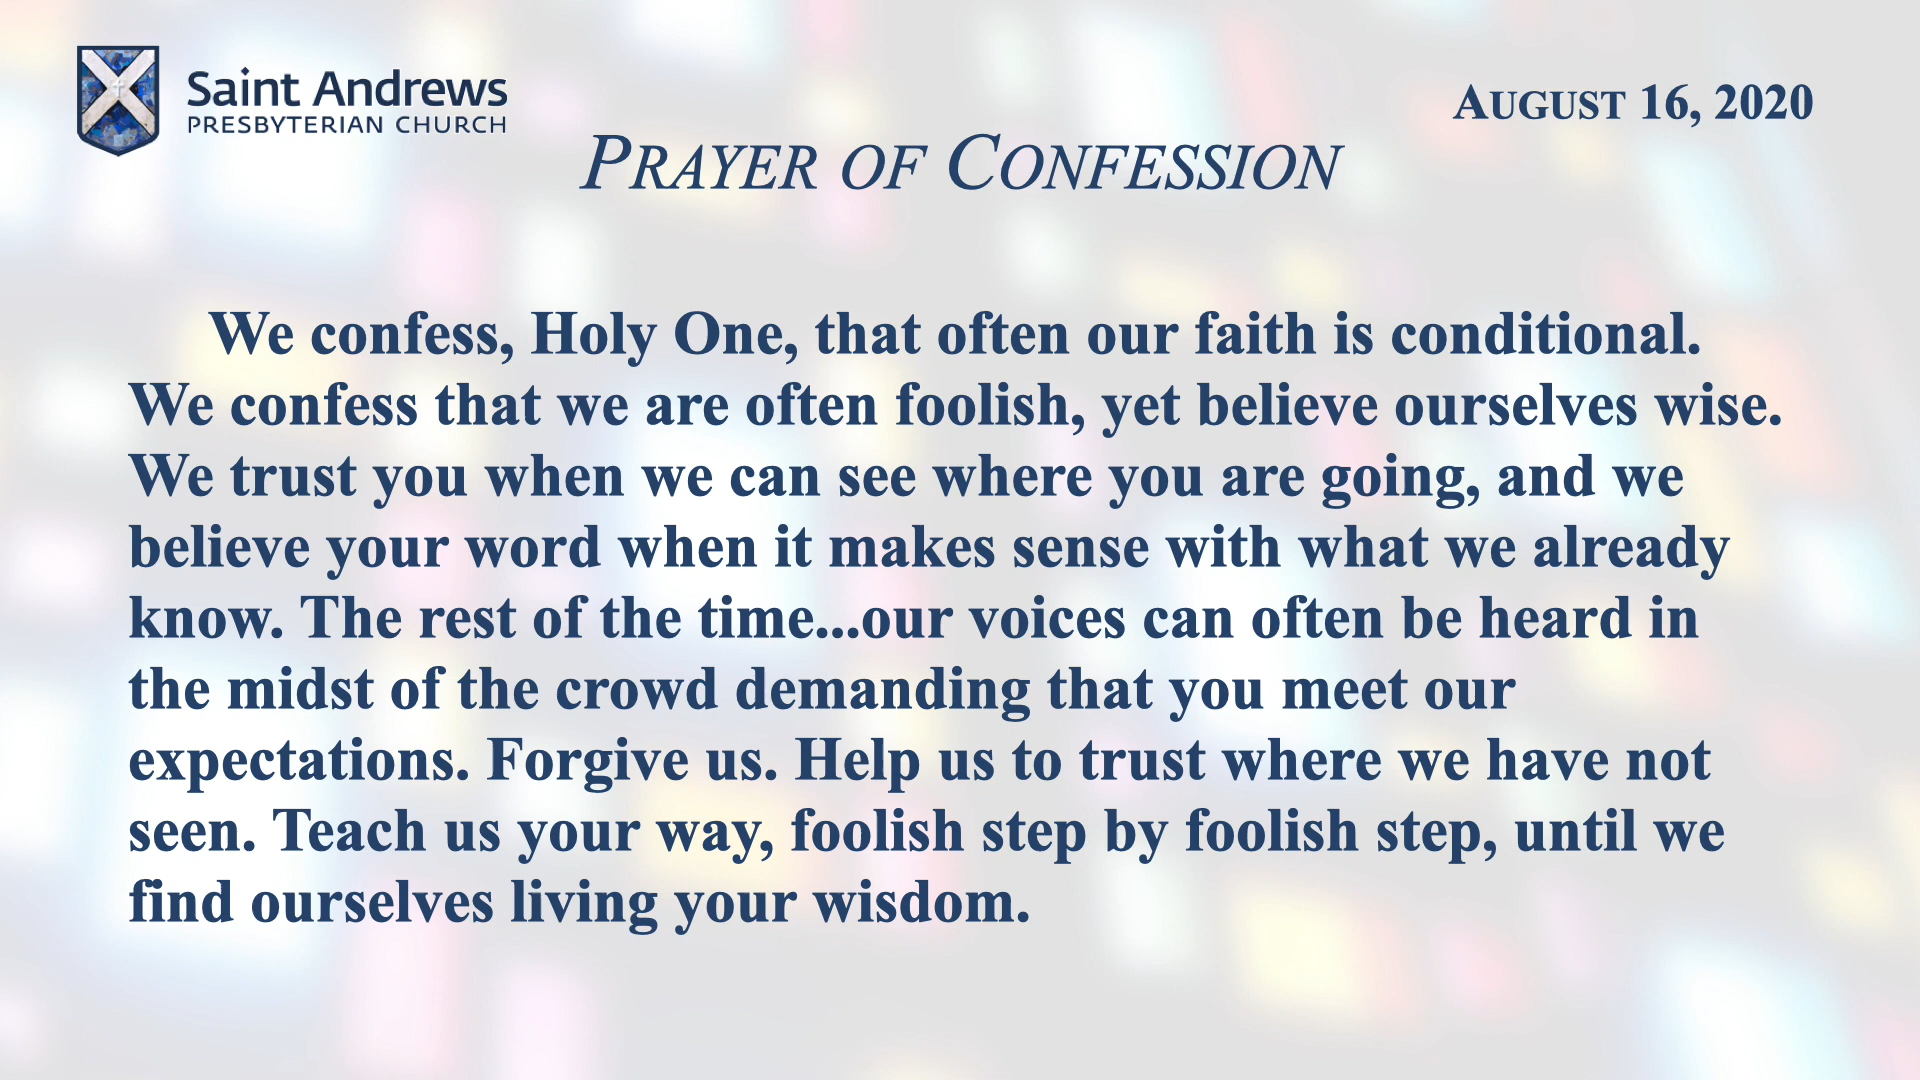 Saint Andrews
PRESBYTERIAN CHURCH
AUGUST 16, 2020
PRAYER OF CONFESSION
We confess, Holy One, that often our faith is conditional.
We confess that we are often foolish, yet believe ourselves wise.
We trust you when we can see where you are going, and we
believe your word when it makes sense with what we already
know. The rest of the time...our voices can often be heard in
the midst of the crowd demanding that you meet our
expectations. Forgive us. Help us to trust where we have not
seen. Teach us your way, foolish step by foolish step, until we
find ourselves living your wisdom.